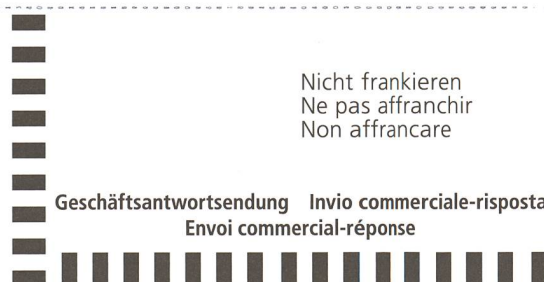 Nicht frankieren
Ne pas affranchir
Non affrancare
Geschäftsantwortsendung Invio commerciale-risposta
Envoi commercial-réponse